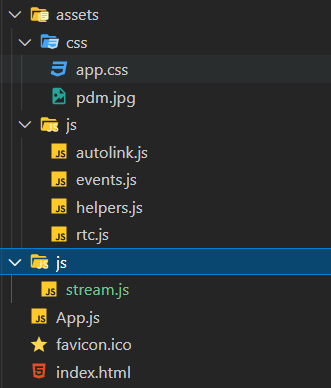 assets
css
app.css
pdm.jpg
js
autolink.js
events.js
helpers.js
rtc.js
js
stream.js
App.js
favicon.ico
index.html